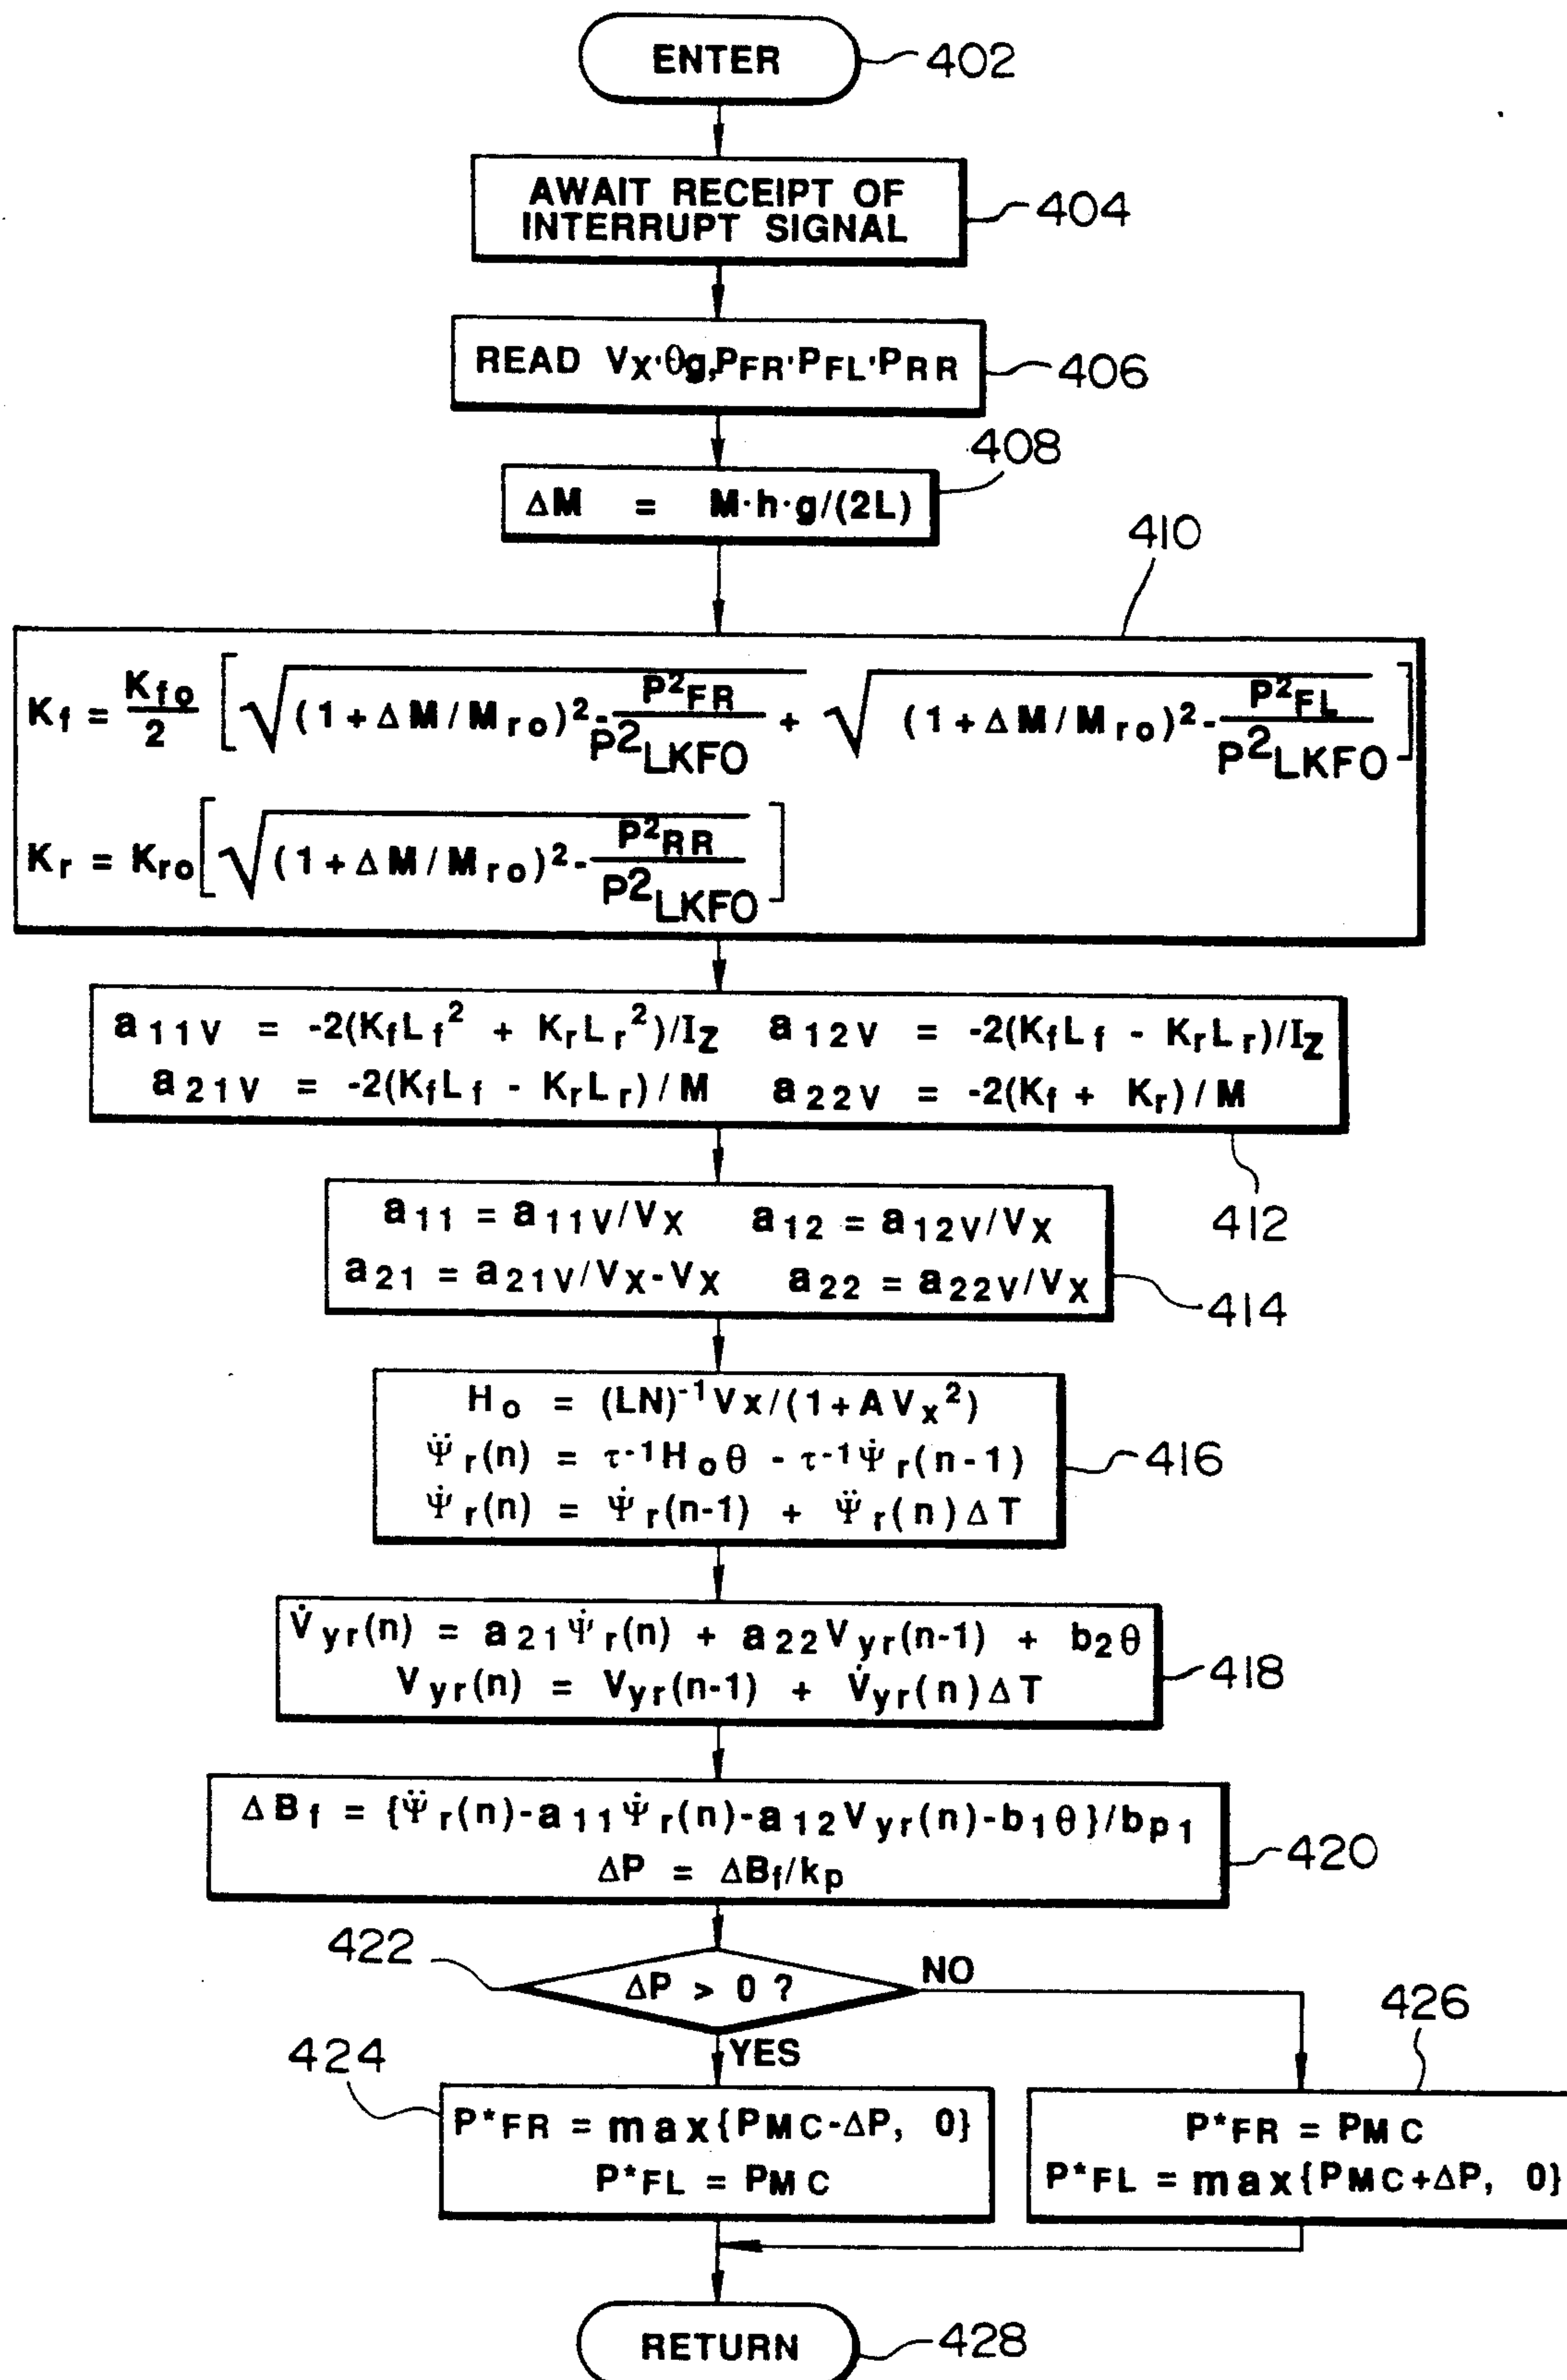 ENTER
402
AWAIT RECEIPT OF
INTERRUPT SIGNAL
404
READ VX,θg,PFR,PFL,PRR
406
408
ΔM = M·h·g/(2L)
410
Kf = Kfo/2 [√((1+ΔM/Mro)² - P²FR/P²LKFO) + √((1+ΔM/Mro)² - P²FL/P²LKFO)]
Kr = Kro[√((1+ΔM/Mro)² - P²RR/P²LKFO)]
a11V = -2(KfLf² + KrLr²)/IZ a12V = -2(KfLf - KrLr)/IZ
a21V = -2(KfLf - KrLr)/M a22V = -2(Kf + Kr)/M
412
a11 = a11V/VX a12 = a12V/VX
a21 = a21V/VX-VX a22 = a22V/VX
414
Ho = (LN)⁻¹Vx/(1+AVx²)
Ψ̈r(n) = τ⁻¹Hoθ - τ⁻¹Ψ̇r(n-1)
Ψ̇r(n) = Ψ̇r(n-1) + Ψ̈r(n)ΔT
416
V̇yr(n) = a21Ψ̇r(n) + a22Vyr(n-1) + b2θ
Vyr(n) = Vyr(n-1) + V̇yr(n)ΔT
418
ΔBf = {Ψ̈r(n)-a11Ψ̇r(n)-a12Vyr(n)-b1θ}/bp1
ΔP = ΔBf/kp
420
422
ΔP > 0 ?
NO
YES
424
P*FR = max{PMC-ΔP, 0}
P*FL = PMC
426
P*FR = PMC
P*FL = max{PMC+ΔP, 0}
RETURN
428